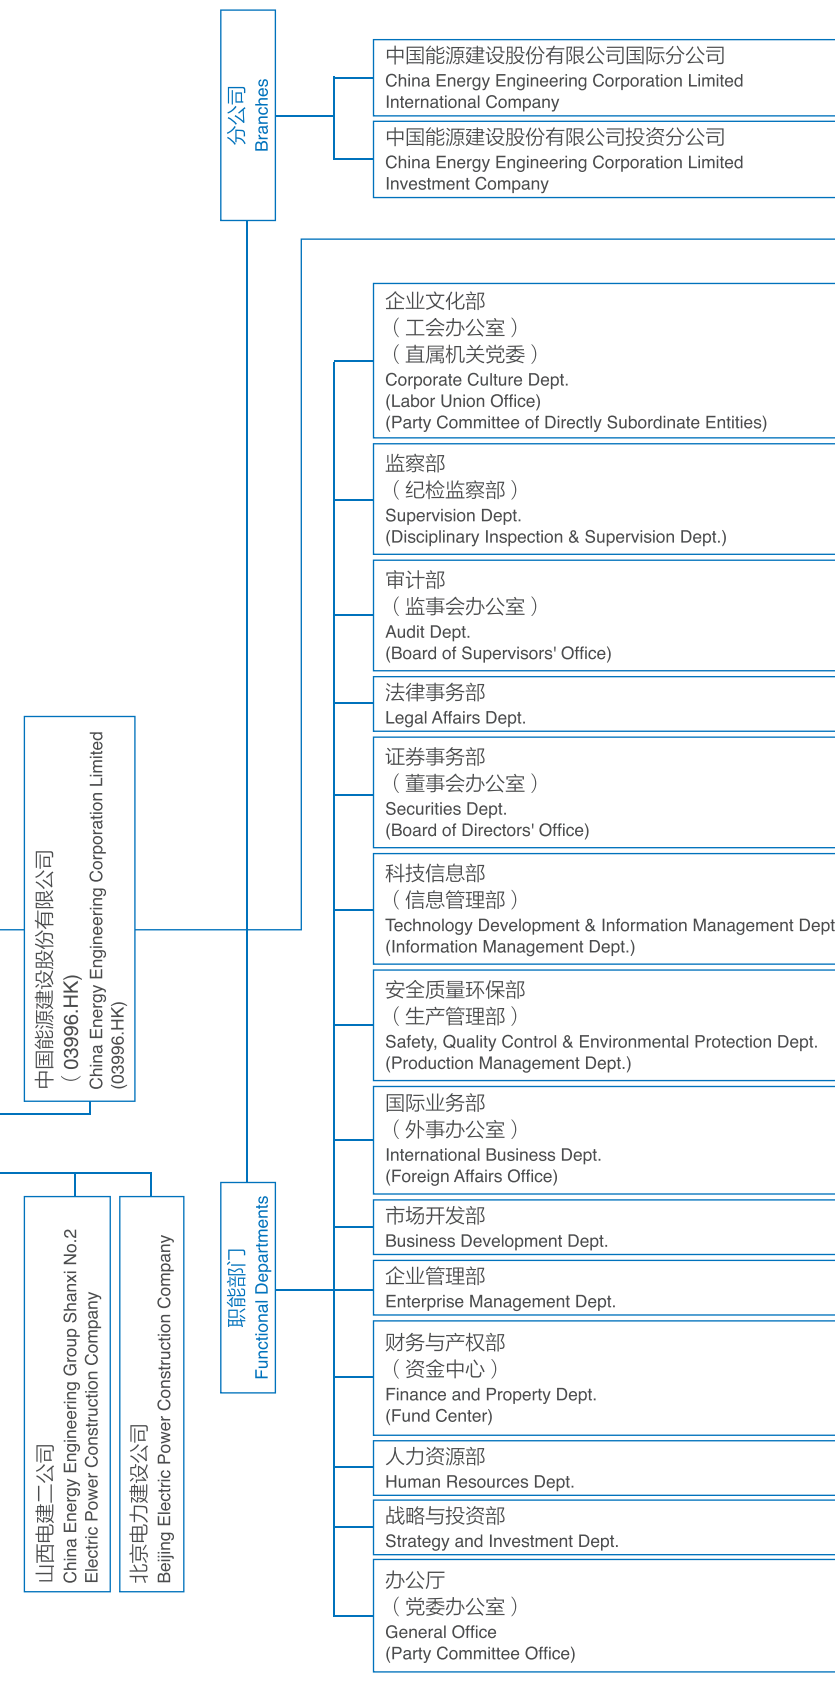 分公司
Branches
中国能源建设股份有限公司国际分公司
China Energy Engineering Corporation Limited
International Company
中国能源建设股份有限公司投资分公司
China Energy Engineering Corporation Limited
Investment Company
企业文化部
（工会办公室）
（直属机关党委）
Corporate Culture Dept.
(Labor Union Office)
(Party Committee of Directly Subordinate Entities)
监察部
（纪检监察部）
Supervision Dept.
(Disciplinary Inspection & Supervision Dept.)
审计部
（监事会办公室）
Audit Dept.
(Board of Supervisors' Office)
法律事务部
Legal Affairs Dept.
证券事务部
（董事会办公室）
Securities Dept.
(Board of Directors' Office)
科技信息部
（信息管理部）
Technology Development & Information Management Dept
(Information Management Dept.)
安全质量环保部
（生产管理部）
Safety, Quality Control & Environmental Protection Dept.
(Production Management Dept.)
国际业务部
（外事办公室）
International Business Dept.
(Foreign Affairs Office)
市场开发部
Business Development Dept.
企业管理部
Enterprise Management Dept.
财务与产权部
（资金中心）
Finance and Property Dept.
(Fund Center)
人力资源部
Human Resources Dept.
战略与投资部
Strategy and Investment Dept.
办公厅
（党委办公室）
General Office
(Party Committee Office)
职能部门
Functional Departments
中国能源建设股份有限公司
（03996.HK)
China Energy Engineering Corporation Limited
(03996.HK)
山西电建二公司
China Energy Engineering Group Shanxi No.2
Electric Power Construction Company
北京电力建设公司
Beijing Electric Power Construction Company